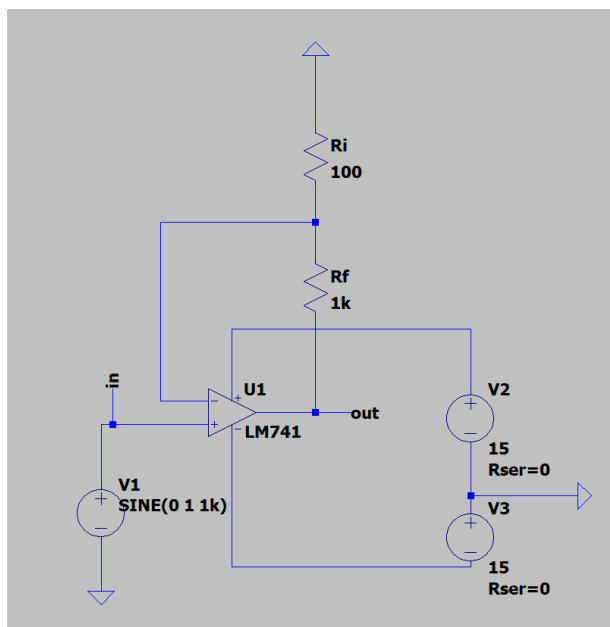 Ri
100
Rf
1k
in
U1
LM741
out
V2
15
Rser=0
V1
SINE(0 1 1k)
V3
15
Rser=0